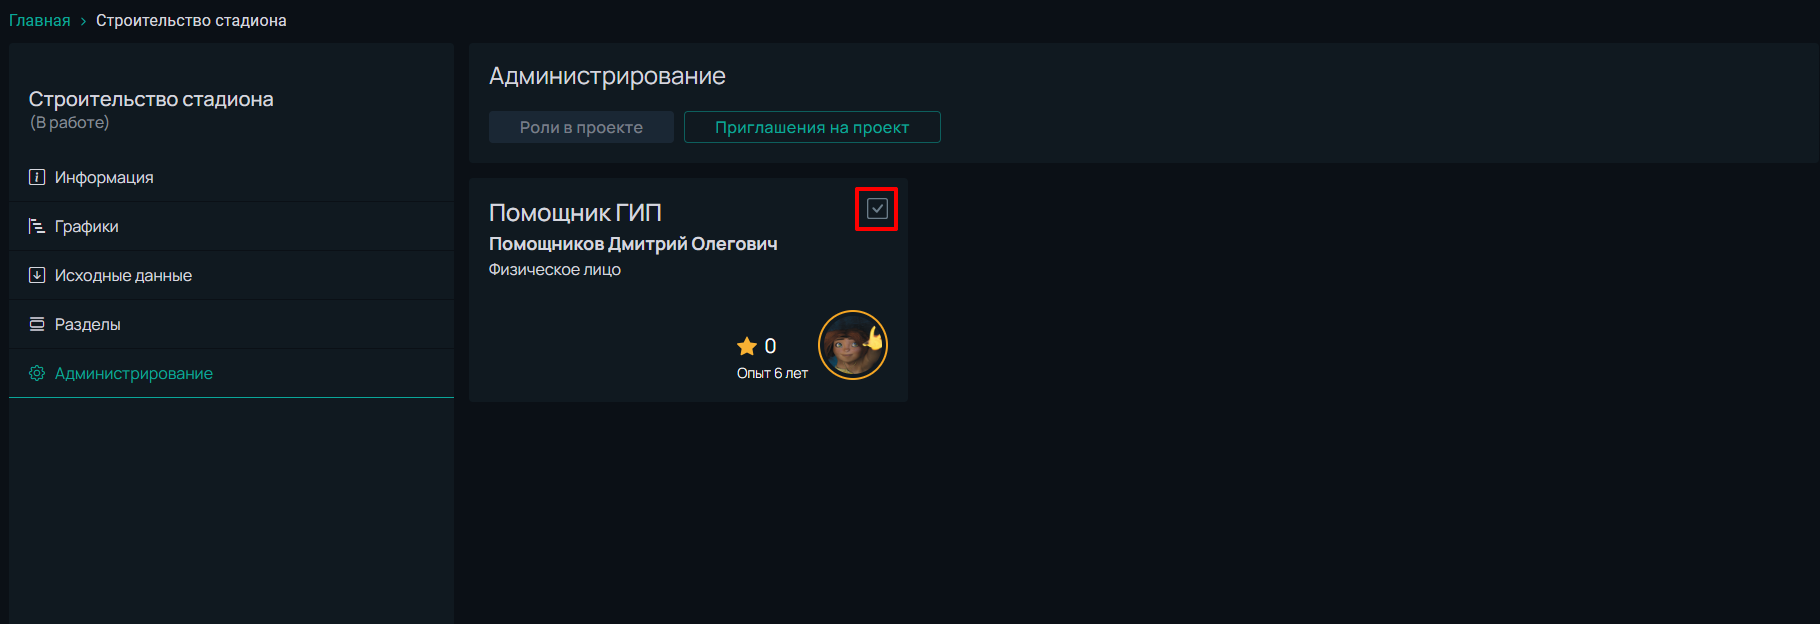 Главная > Строительство стадиона
Строительство стадиона
(В работе)
Информация
Графики
Исходные данные
Разделы
Администрирование
Администрирование
Роли в проекте
Приглашения на проект
Помощник ГИП
Помощников Дмитрий Олегович
Физическое лицо
0
Опыт 6 лет